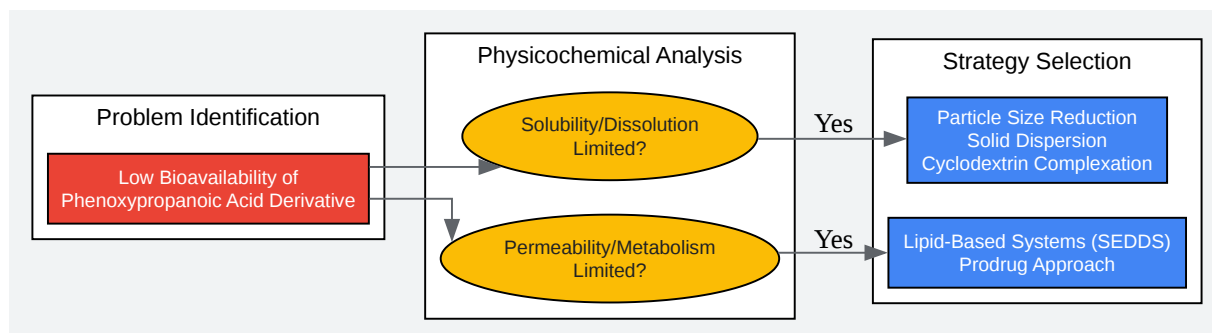 Problem Identification
Low Bioavailability of
Phenoxypropanoic Acid Derivative
Physicochemical Analysis
Solubility/Dissolution
Limited?
Permeability/Metabolism
Limited?
Yes
Yes
Strategy Selection
Particle Size Reduction
Solid Dispersion
Cyclodextrin Complexation
Lipid-Based Systems (SEDDS)
Prodrug Approach